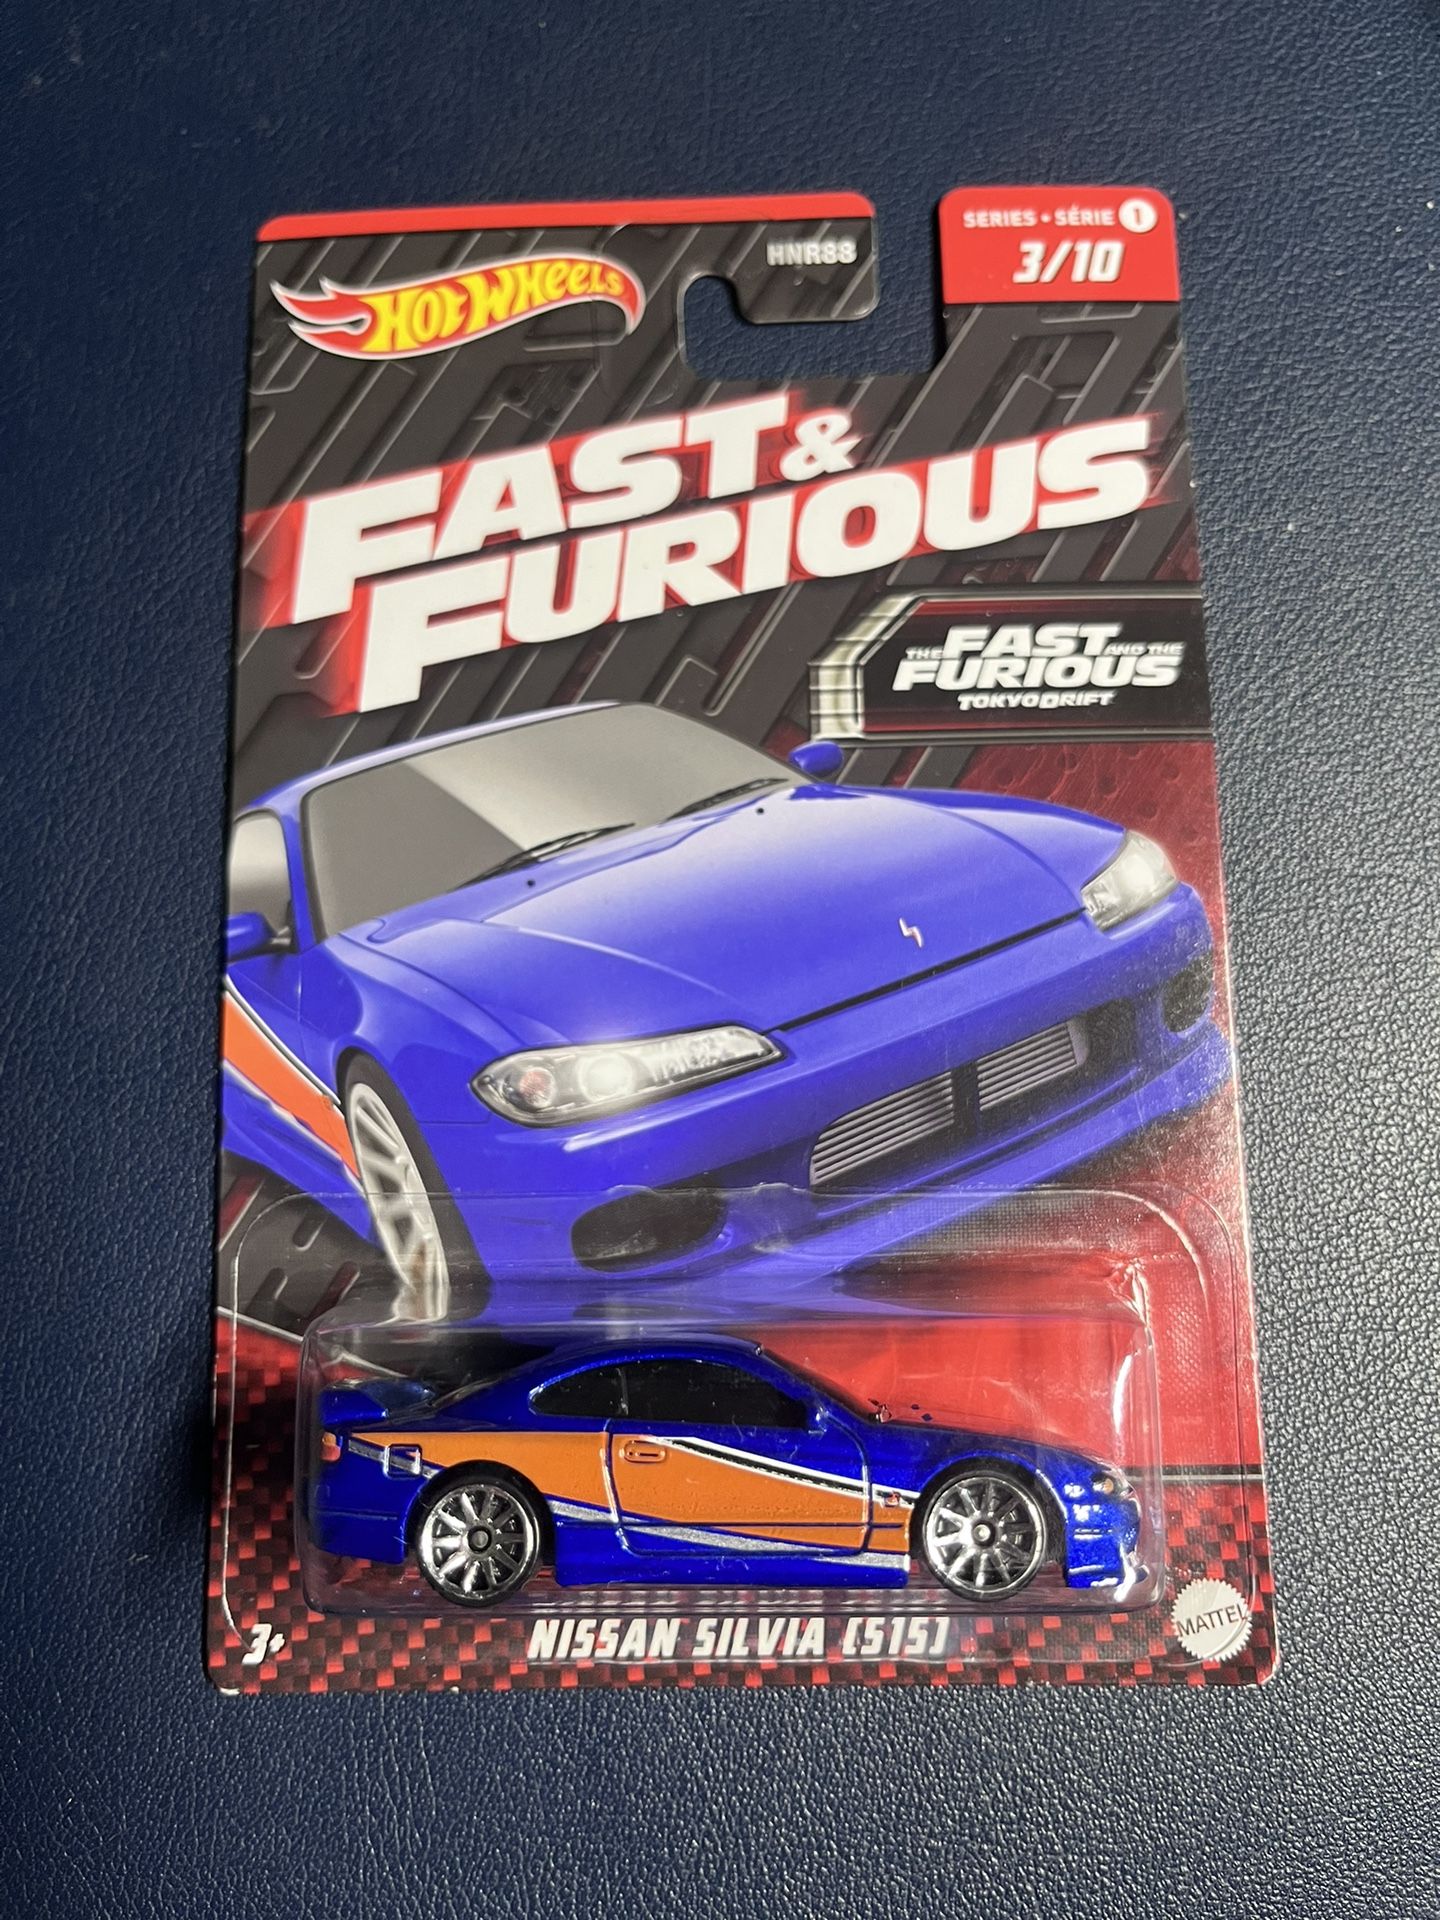 HNR88
SERIES • SÉRIE 1
3/10
HOT WHEELS
FAST &
FURIOUS
THE FAST AND THE
FURIOUS
TOKYO DRIFT
3+
NISSAN SILVIA (S15)
MATTEL